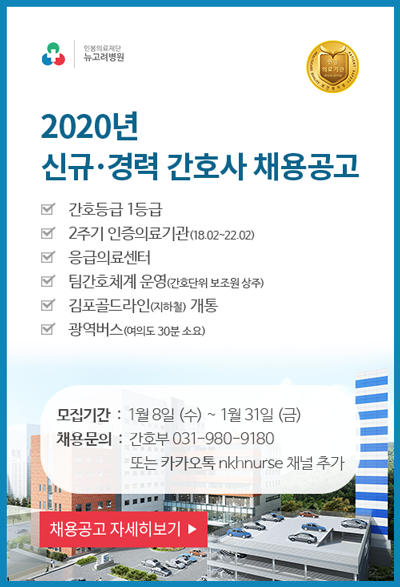 인봉의료재단
뉴고려병원
의료기관
2020년
신규·경력 간호사 채용공고
간호등급 1등급
2주기 인증의료기관(18.02~22.02)
응급의료센터
팀간호체계 운영(간호단위 보조원 상주)
김포골드라인(지하철) 개통
광역버스(여의도 30분 소요)
모집기간 : 1월 8일 (수) ~ 1월 31일 (금)
채용문의 : 간호부 031-980-9180
또는 카카오톡 nkhnurse 채널 추가
채용공고 자세히보기 ▶